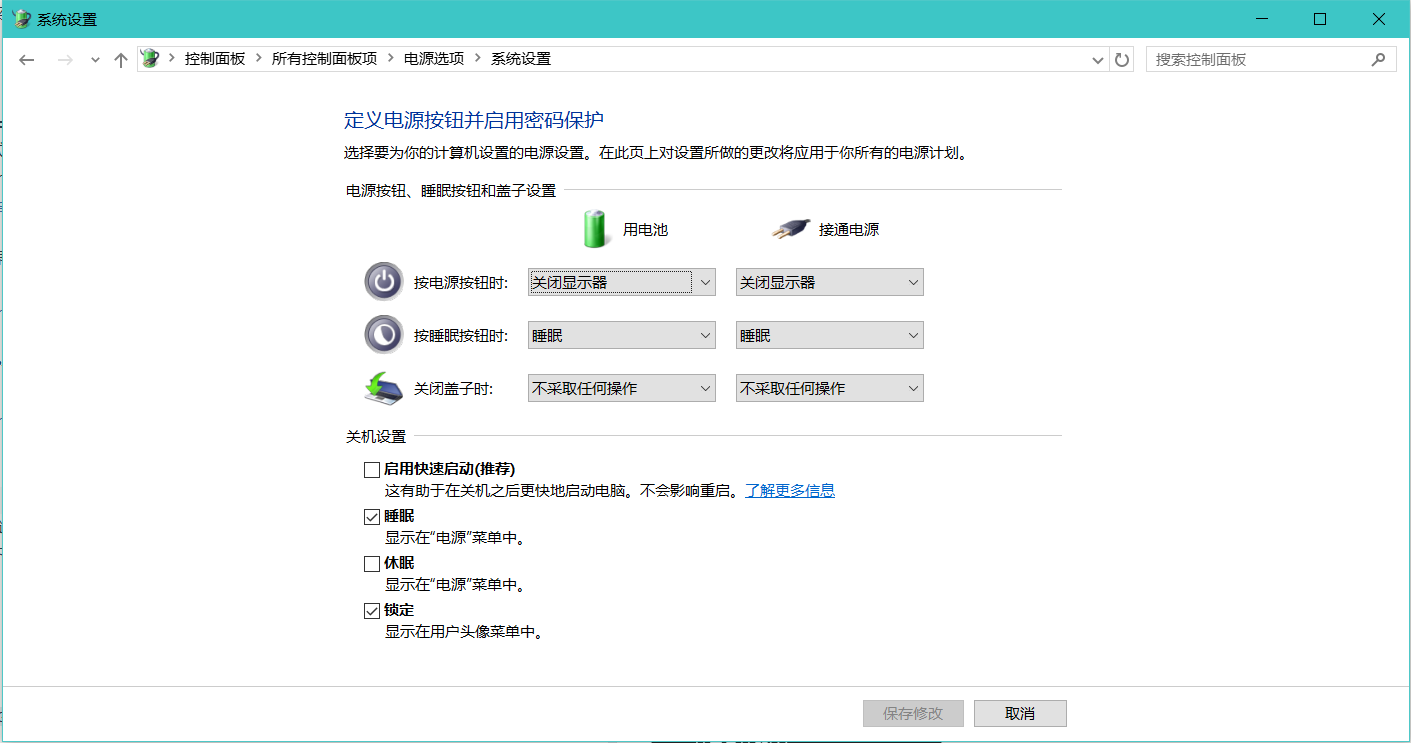 系统设置
控制面板 所有控制面板项 电源选项 系统设置 搜索控制面板
定义电源按钮并启用密码保护
选择要为你的计算机设置的电源设置。在此页上对设置所做的更改将应用于你所有的电源计划。
电源按钮、睡眠按钮和盖子设置
用电池 接通电源
按电源按钮时: 关闭显示器 关闭显示器
按睡眠按钮时: 睡眠 睡眠
关闭盖子时: 不采取任何操作 不采取任何操作
关机设置
启用快速启动(推荐)
这有助于在关机之后更快地启动电脑。不会影响重启。了解更多信息
睡眠
显示在"电源"菜单中。
休眠
显示在"电源"菜单中。
锁定
显示在用户头像菜单中。
保存修改 取消